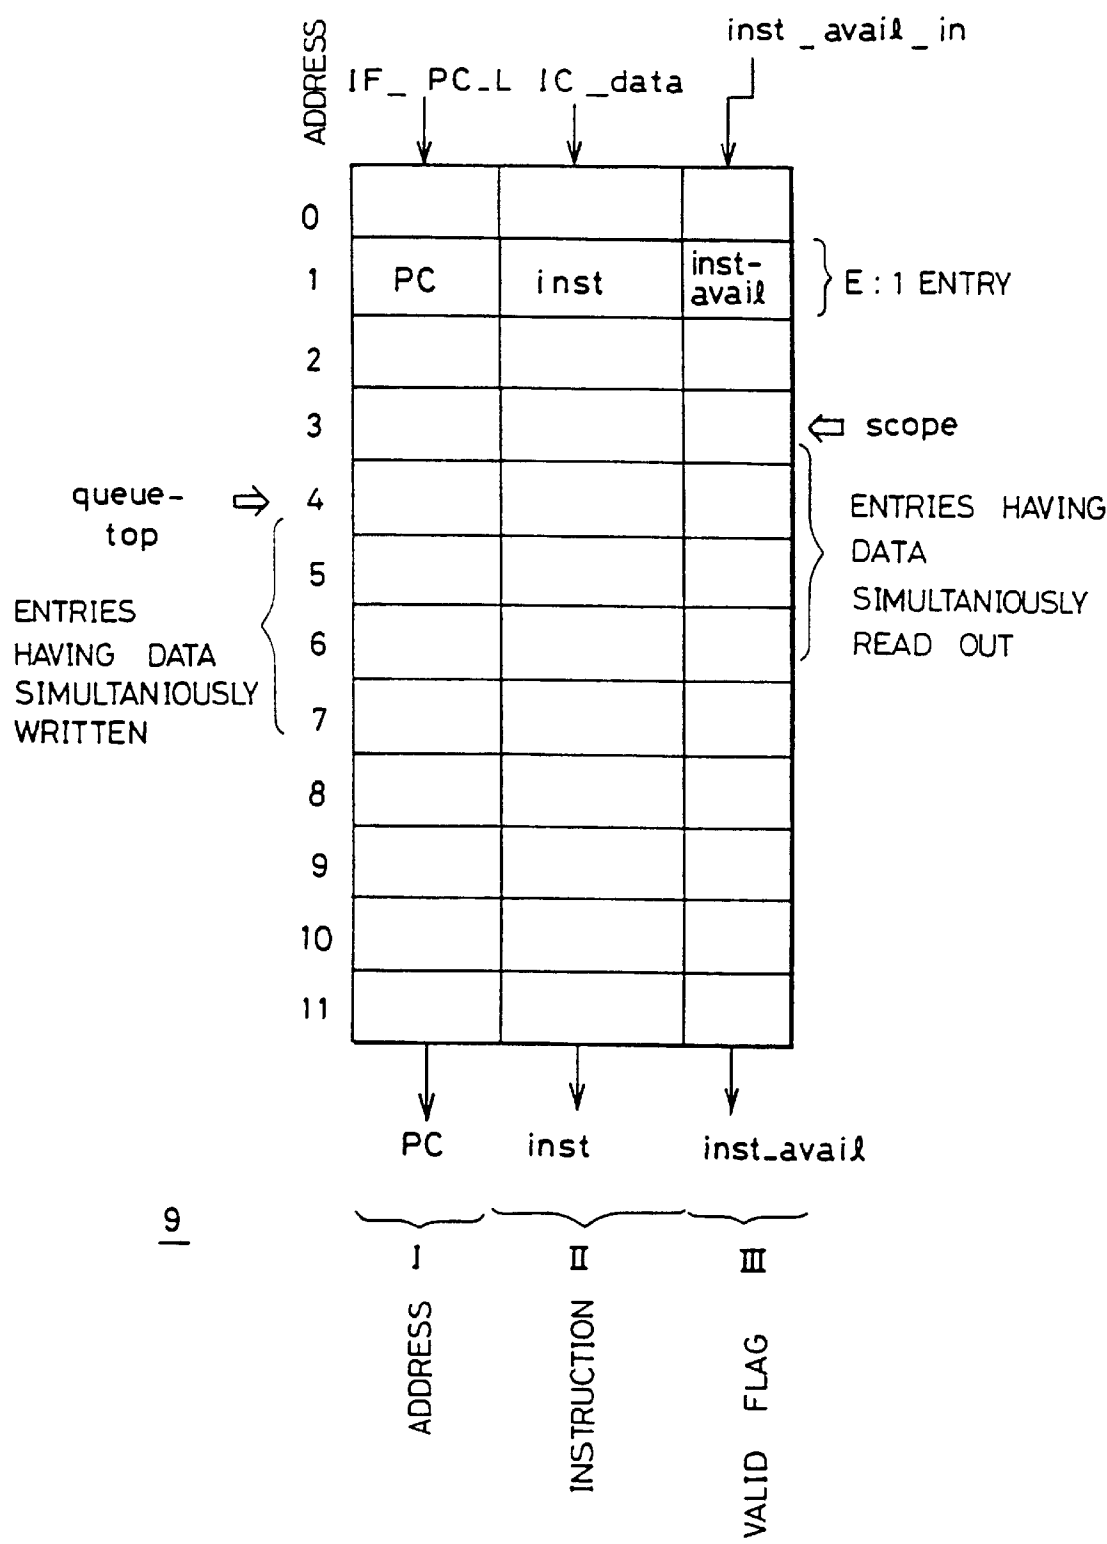 inst _ avail _ in
ADDRESS
IF_ PC_L IC _data
0
1 PC inst inst-
avail
E : 1 ENTRY
2
3
scope
queue-
top
4
ENTRIES HAVING
DATA
SIMULTANIOUSLY
READ OUT
5
ENTRIES
HAVING DATA
SIMULTANIOUSLY
WRITTEN
6
7
8
9
10
11
PC inst inst_avail
9
I II III
ADDRESS
INSTRUCTION
VALID FLAG